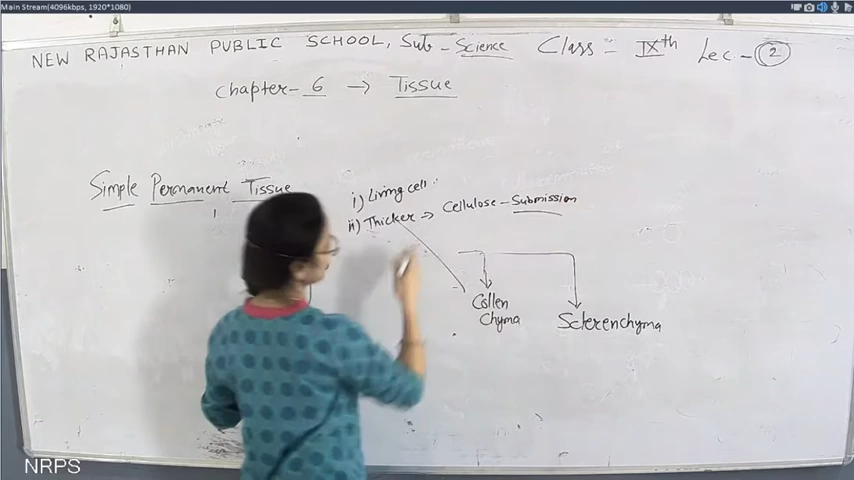 Main Stream(4096kbps, 1920*1080)
NEW RAJASTHAN PUBLIC SCHOOL, Sub - Science Class = IXth Lec - 2
Chapter - 6 → Tissue
Simple Permanent Tissue
i) Living cell
ii) Thicker → Cellulose - Submission
Collen
Chyma
Sclerenchyma
NRPS